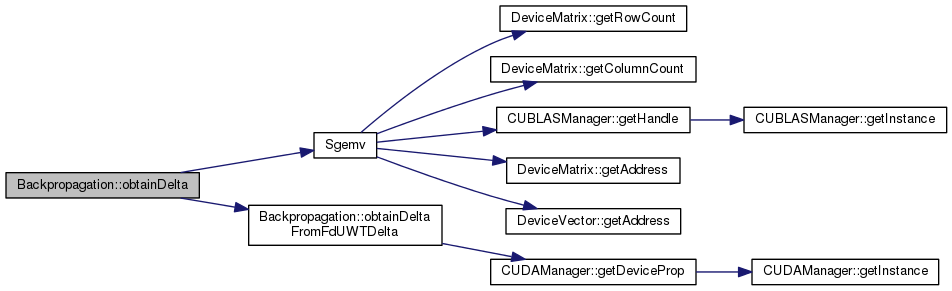 DeviceMatrix::getRowCount
DeviceMatrix::getColumnCount
CUBLASManager::getHandle
CUBLASManager::getInstance
Sgemv
DeviceMatrix::getAddress
Backpropagation::obtainDelta
DeviceVector::getAddress
Backpropagation::obtainDelta
FromFdUWTDelta
CUDAManager::getDeviceProp
CUDAManager::getInstance